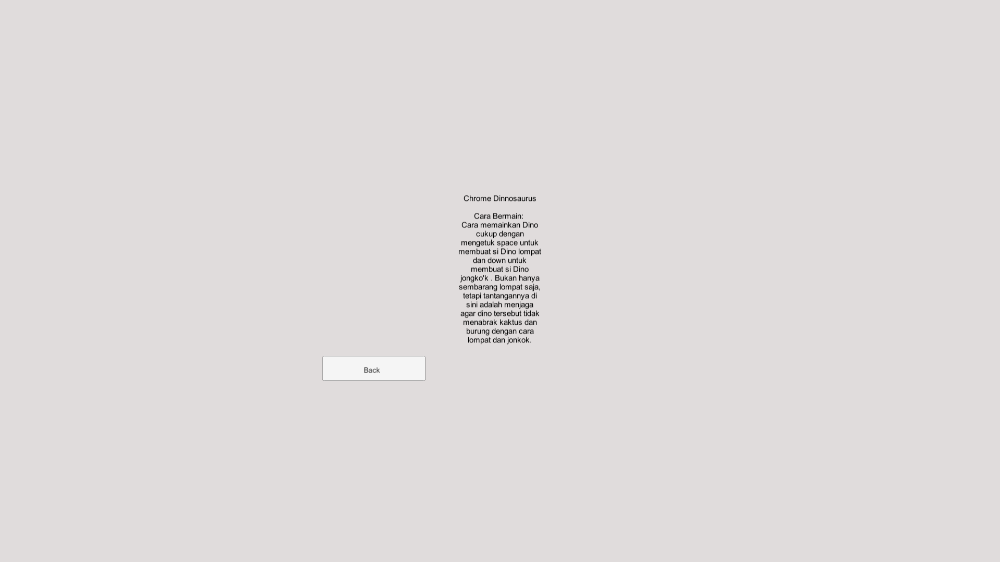 Chrome Dinnosaurus
Cara Bermain:
Cara memainkan Dino
cukup dengan
mengetuk space untuk
membuat si Dino lompat
dan down untuk
membuat si Dino
jongko'k . Bukan hanya
sembarang lompat saja,
tetapi tantangannya di
sini adalah menjaga
agar dino tersebut tidak
menabrak kaktus dan
burung dengan cara
lompat dan jonkok.
Back